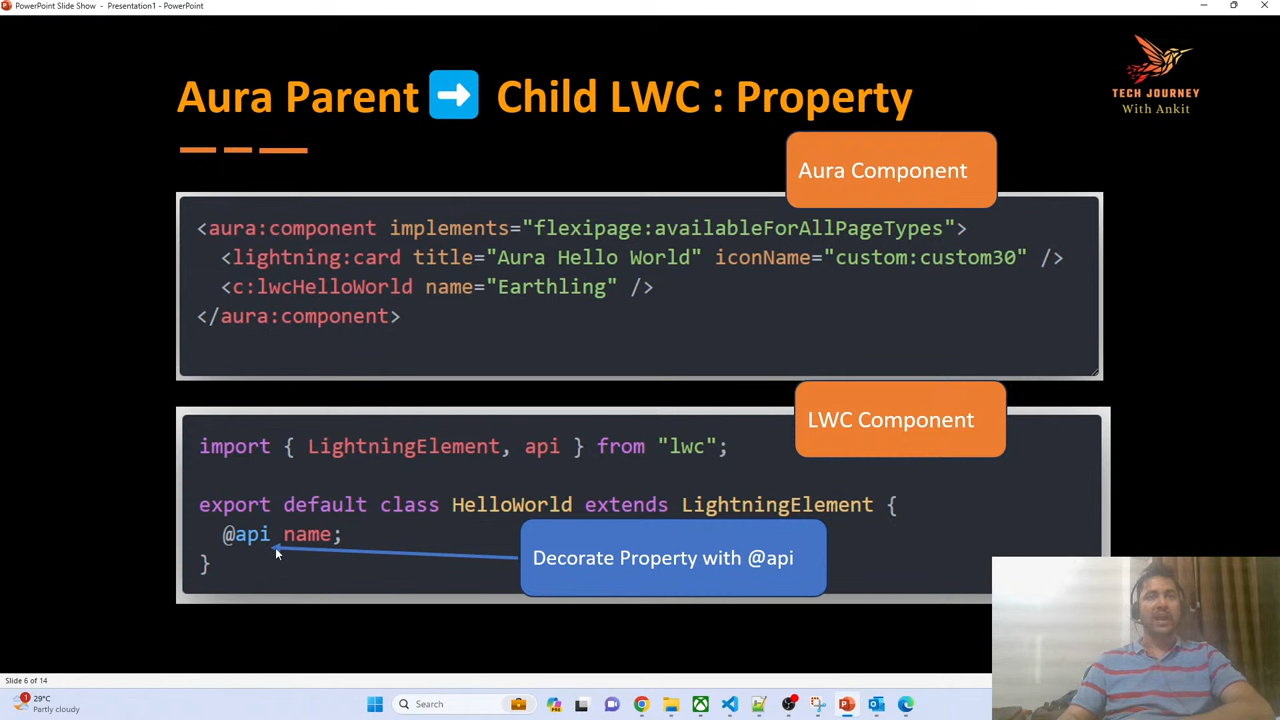 PowerPoint Slide Show - Presentation1 - PowerPoint
Aura Parent ➡ Child LWC : Property
TECH JOURNEY
With Ankit
Aura Component
<aura:component implements="flexipage:availableForAllPageTypes">
<lightning:card title="Aura Hello World" iconName="custom:custom30" />
<c:lwcHelloWorld name="Earthling" />
</aura:component>
LWC Component
import { LightningElement, api } from "lwc";
export default class HelloWorld extends LightningElement {
@api name;
Decorate Property with @api
}
Slide 6 of 14
1
29°C
Partly cloudy
Search